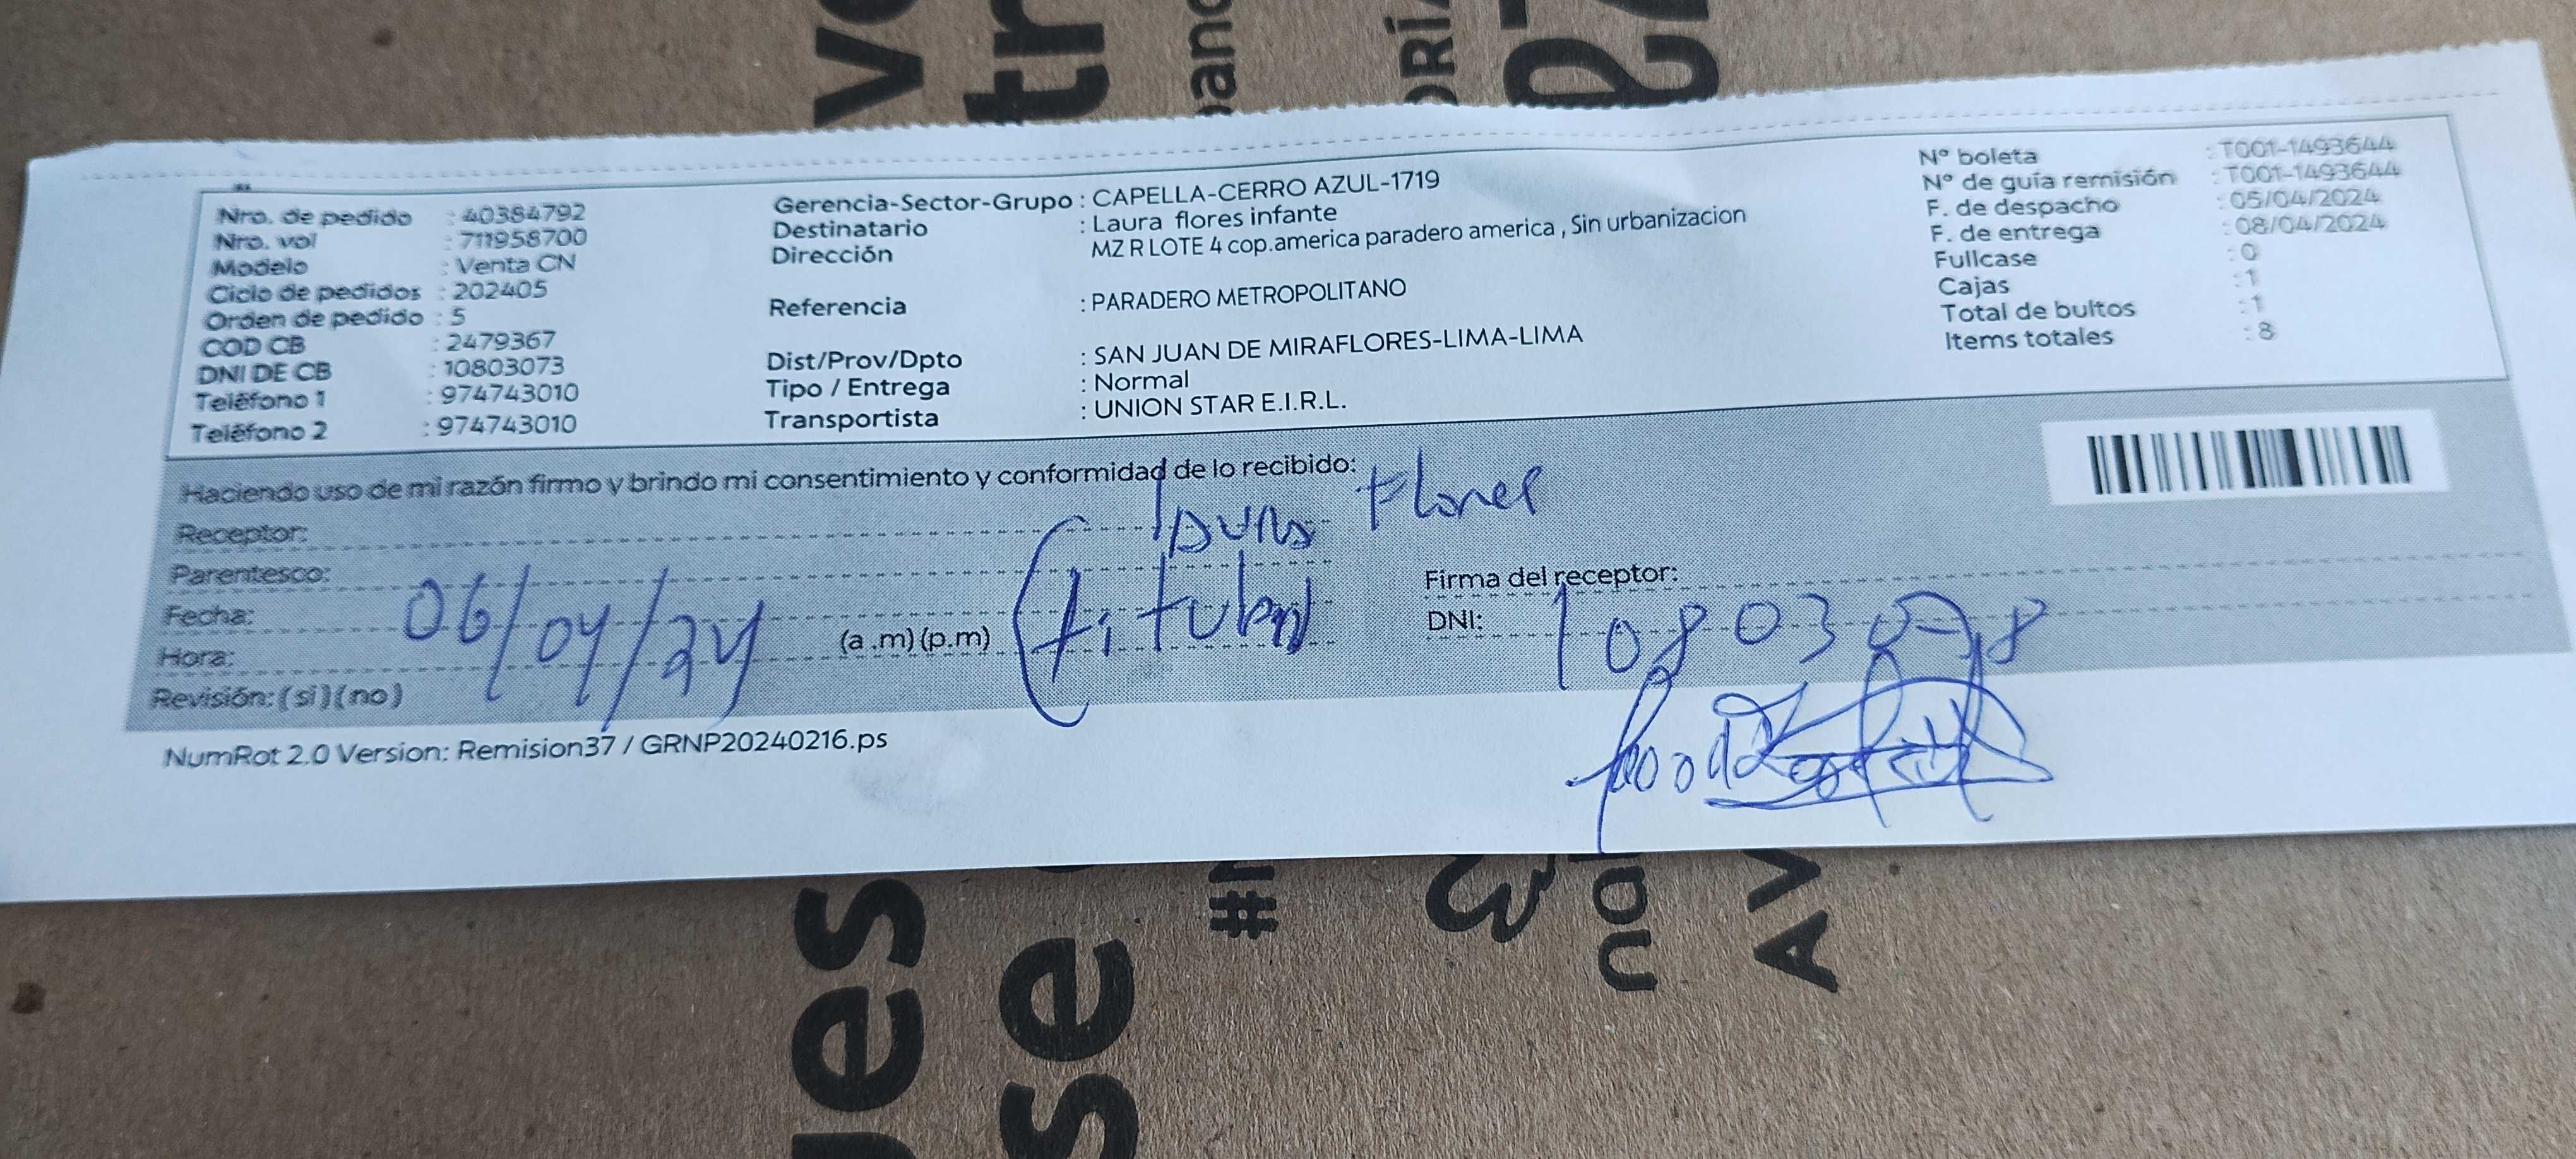 Nro. de pedido : 40384792
Nro. vol : 711958700
Modelo : Venta CN
Ciclo de pedidos : 202405
Orden de pedido : 5
COD CB : 2479367
DNI DE CB : 10803073
Teléfono 1 : 974743010
Teléfono 2 : 974743010
Gerencia-Sector-Grupo : CAPELLA-CERRO AZUL-1719
Destinatario : Laura flores infante
Dirección MZ R LOTE 4 cop.america paradero america , Sin urbanizacion
Referencia : PARADERO METROPOLITANO
Dist/Prov/Dpto : SAN JUAN DE MIRAFLORES-LIMA-LIMA
Tipo / Entrega : Normal
Transportista : UNION STAR E.I.R.L.
N° boleta : T001-1493644
N° de guía remisión : T001-1493644
F. de despacho : 05/04/2024
F. de entrega : 08/04/2024
Fullcase : 0
Cajas : 1
Total de bultos : 1
Items totales : 8
Haciendo uso de mi razón firmo y brindo mi consentimiento y conformidad de lo recibido:
Receptor: Flores
Parentesco:
Fecha: 06/04/24
Hora: (a .m) (p.m)
Revisión: ( si ) ( no )
Firma del receptor:
DNI:
NumRot 2.0 Version: Remision37 / GRNP20240216.ps
tr
se
#
na
AV